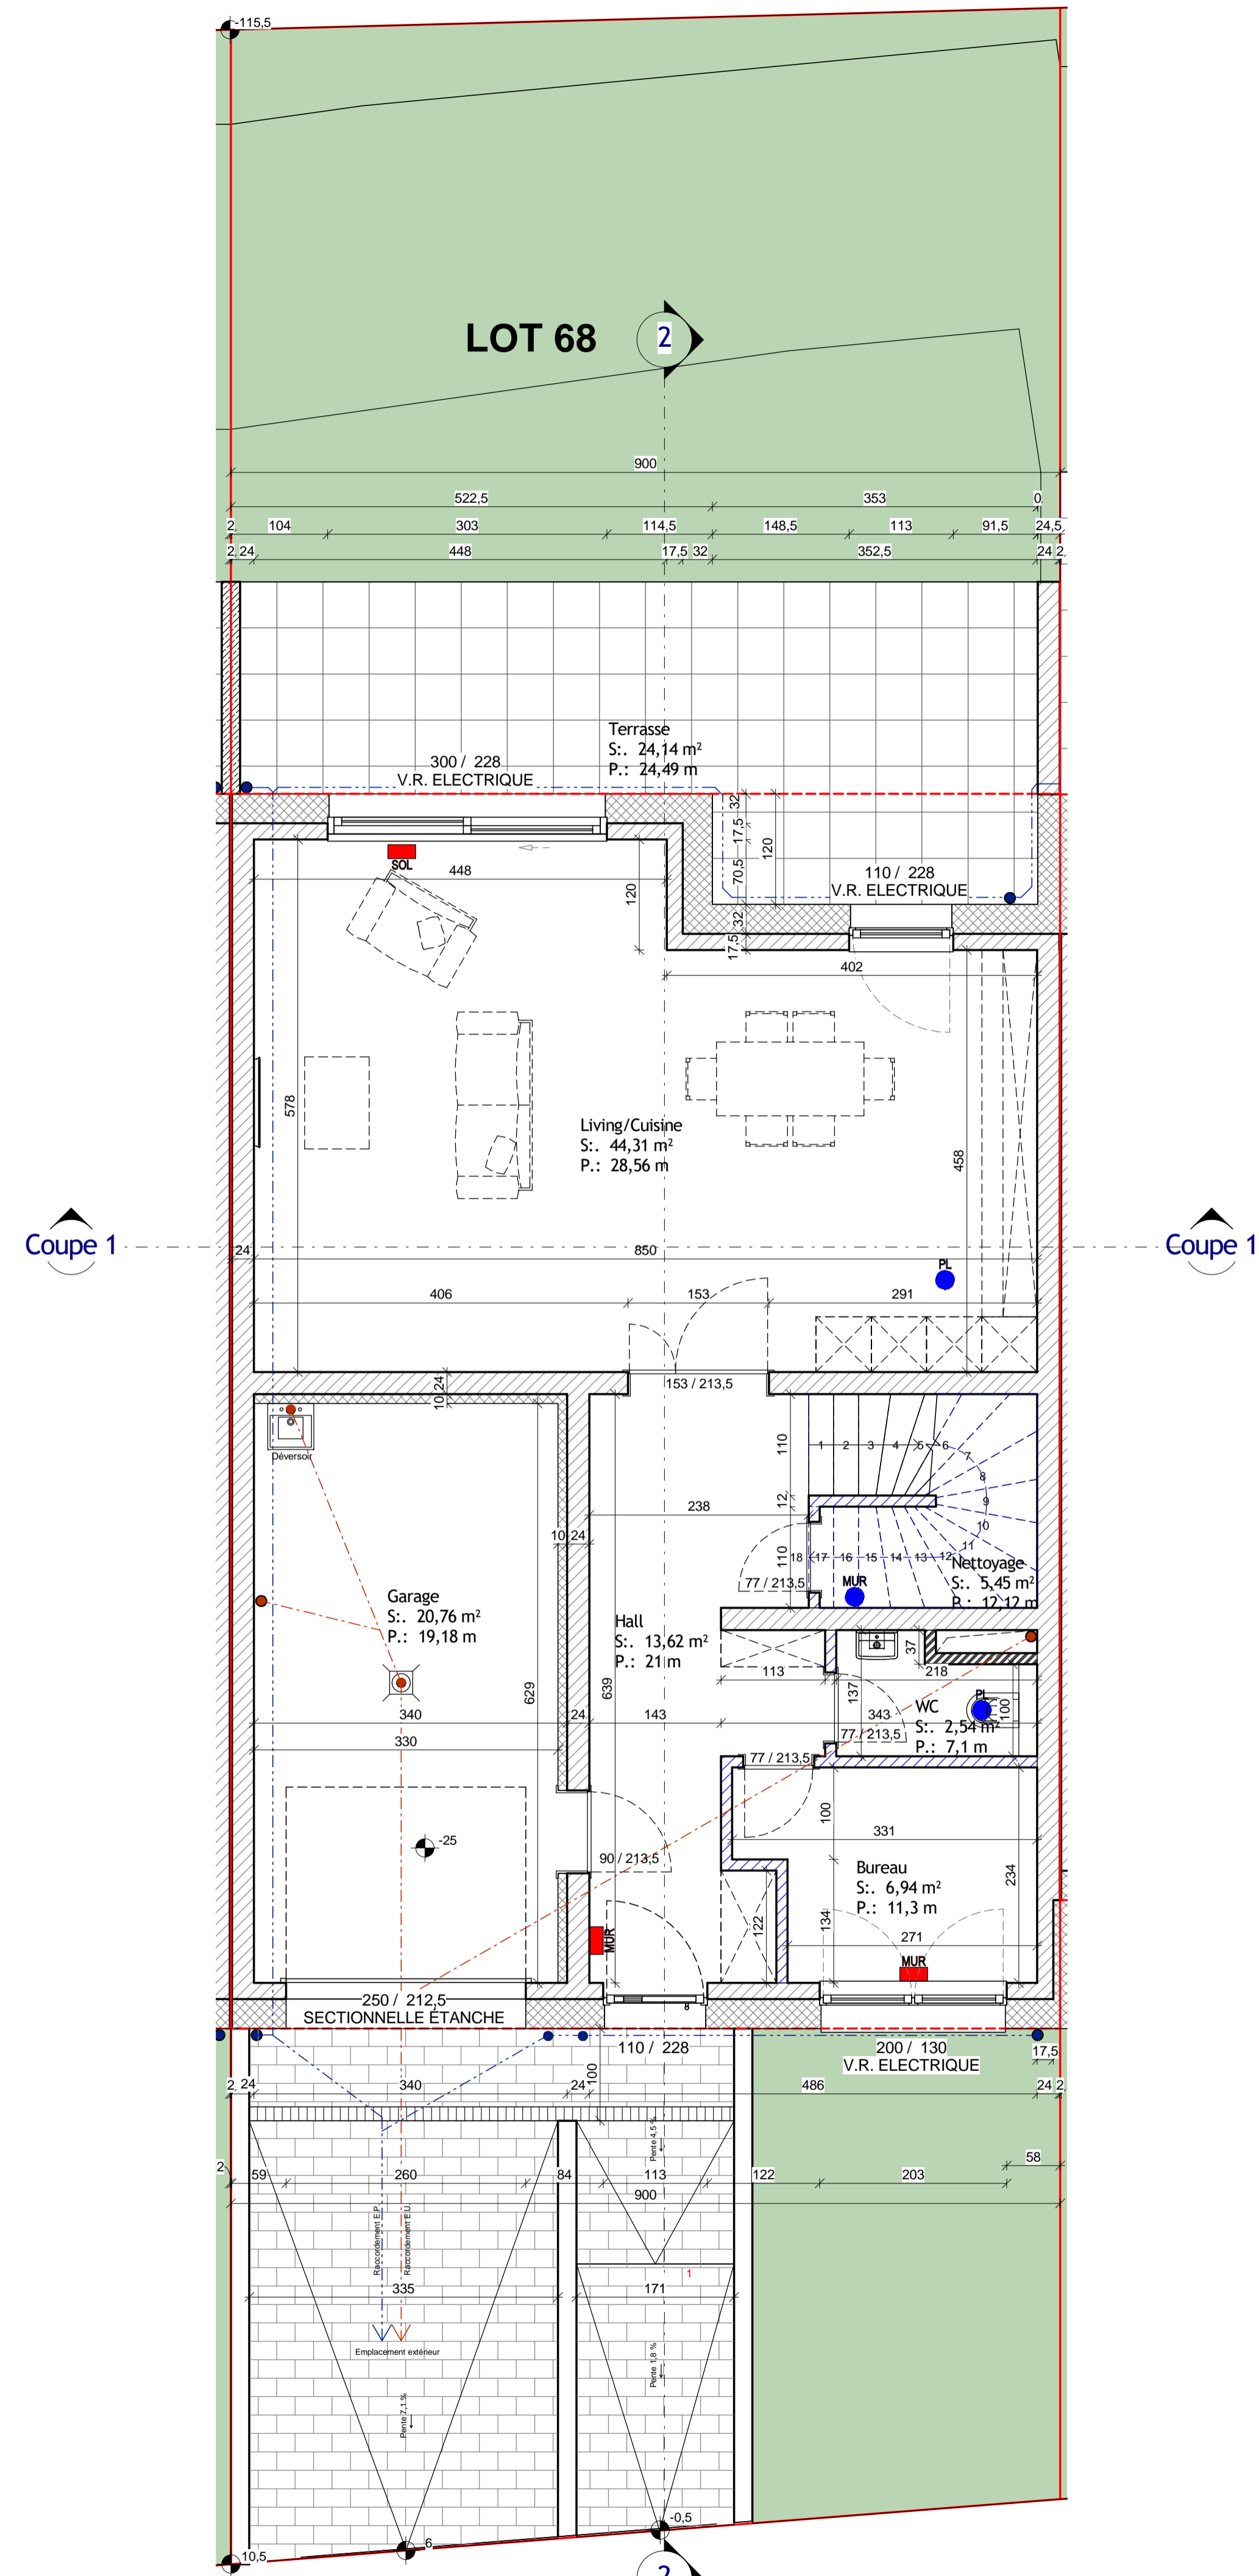 -115,5
LOT 68
2
900
522,5 353 0
2 104 303 114,5 148,5 113 91,5 24,5
2 24 448 17,5 32 352,5 24 2
Terrasse
S:. 24,14 m²
P.: 24,49 m
300 / 228
V.R. ELECTRIQUE
32
17,5
70,5
120
110 / 228
V.R. ELECTRIQUE
SOL
448
120
32
17,5
402
578
Living/Cuisine
S:. 44,31 m²
P.: 28,56 m
458
Coupe 1
Coupe 1
24 850
PL
406 153 291
153 / 213,5
24
10
Déversoir
110
1 2 3 4 5 6
7
8
9
10
11
12
18 17 16 15 14 13
12
238
10 24
110
77 / 213,5
MUR
Nettoyage
S:. 5,45 m²
P.: 12,12 m
Garage
S:. 20,76 m²
P.: 19,18 m
Hall
S:. 13,62 m²
P.: 21 m
37
113 218
137
629
639
340 24 143 343
330
PL
100
WC
S:. 2,54 m²
P.: 7,1 m
77 / 213,5
77 / 213,5
-25
100
331
90 / 213,5
Bureau
S:. 6,94 m²
P.: 11,3 m
234
134
122
271
MUR
MUR
250 / 212,5
SECTIONNELLE ÉTANCHE
8
110 / 228
200 / 130
V.R. ELECTRIQUE
17,5
100
2 24 340 24 486 24 2
Pente 4,5 %
58
2
59 260 84 113 122 203
900
Raccordement E.P.
Raccordement E.U.
1
335 171
Emplacement extérieur
Pente 1,8 %
Pente 7,1 %
-0,5
6
10,5
2